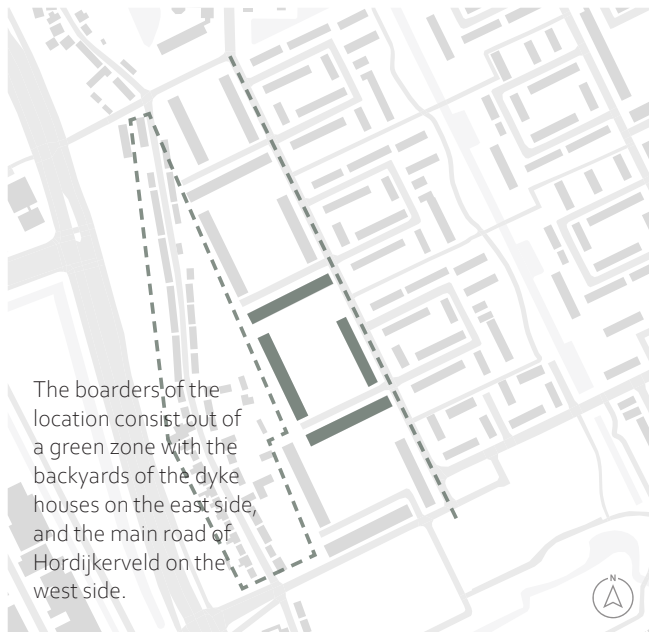 The boarders of the
location consist out of
a green zone with the
backyards of the dyke
houses on the east side,
and the main road of
Hordijkerveld on the
west side.
N